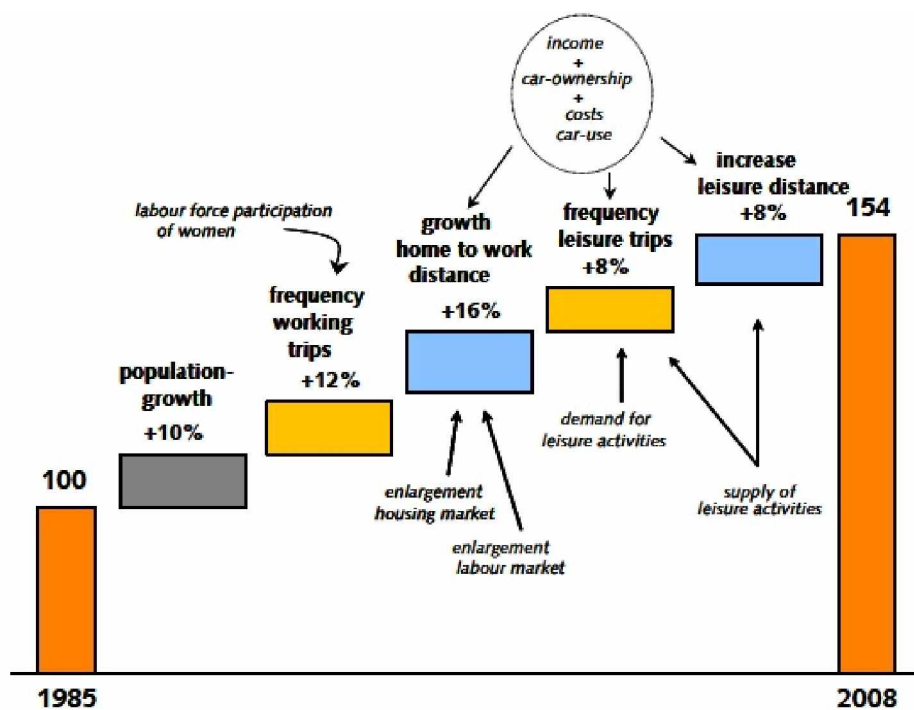 income
+
car-ownership
+
costs
car-use
labour force participation
of women
growth
home to work
distance
+16%
frequency
leisure trips
+8%
increase
leisure distance
+8%
154
frequency
working
trips
+12%
population-
growth
+10%
100
demand for
leisure activities
enlargement
housing market
supply of
leisure activities
enlargement
labour market
1985
2008